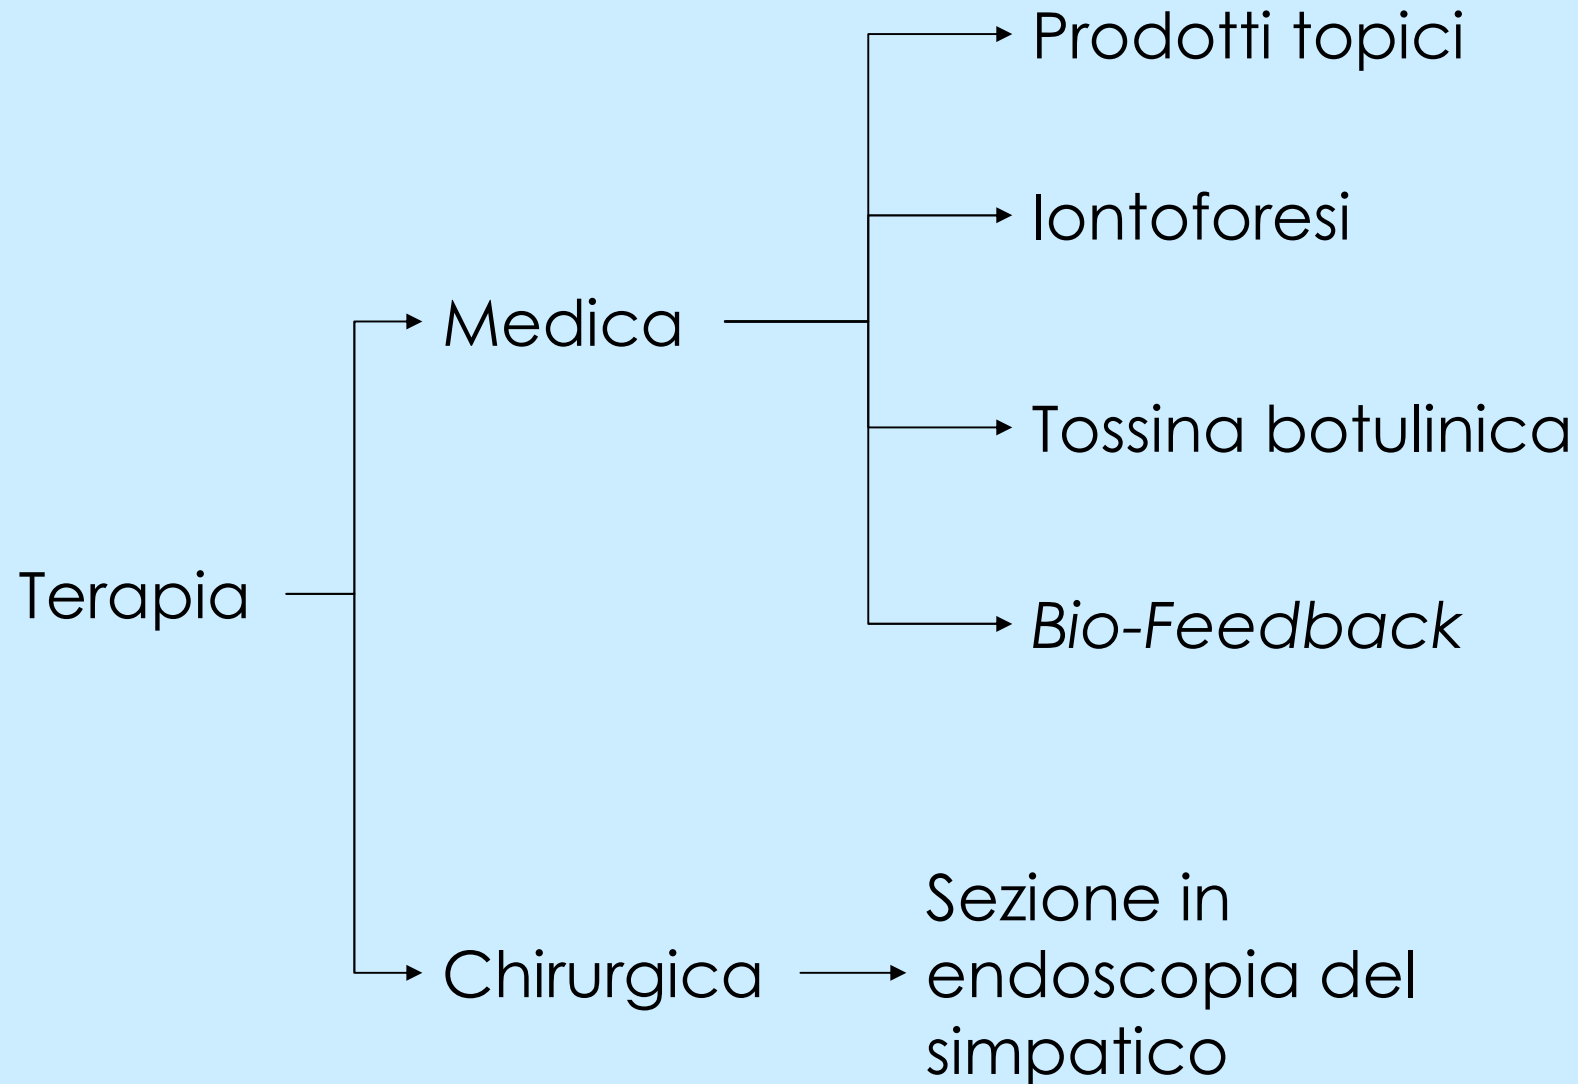 Prodotti topici
Iontoforesi
Medica
Tossina botulinica
Terapia
Bio-Feedback
Sezione in
Chirurgica
endoscopia del
simpatico